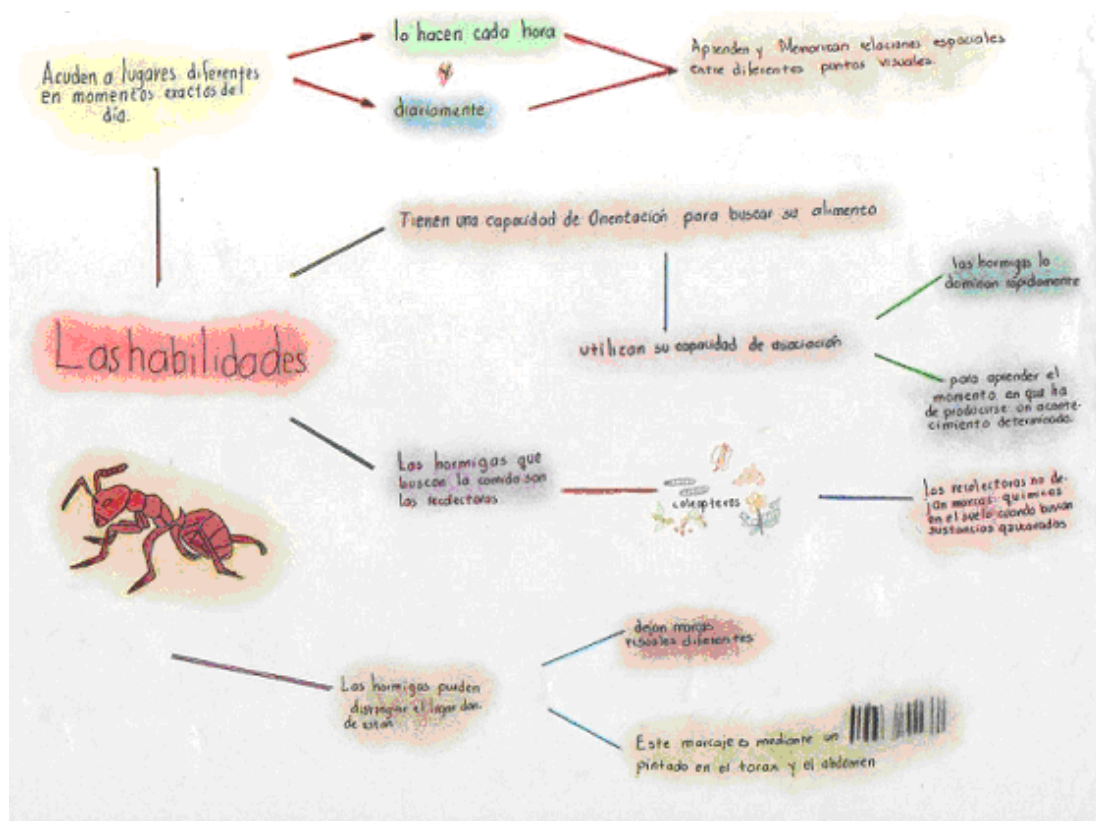 lo hacen cada hora
Acuden a lugares diferentes
en momentos exactos del
día.
y
diariamente
Aprenden y Memorizan relaciones espaciales
entre diferentes puntos visuales.
Tienen una capacidad de Orientación para buscar su alimento
Las habilidades
utilizan su capacidad de asociación
las hormigas lo
dominan rápidamente
para aprender el
momento en que ha
de producirse un aconte-
cimiento determinado.
Las hormigas que
buscan la comida son
las recolectoras
coleopteros
las recolectoras no de-
jan marcas químicas
en el suelo cuando buscan
sustancias azucaradas
Las hormigas pueden
distinguir el lugar don-
de están
dejan marcas
visuales diferentes
Este marcaje es mediante un
pintado en el torax y el abdomen